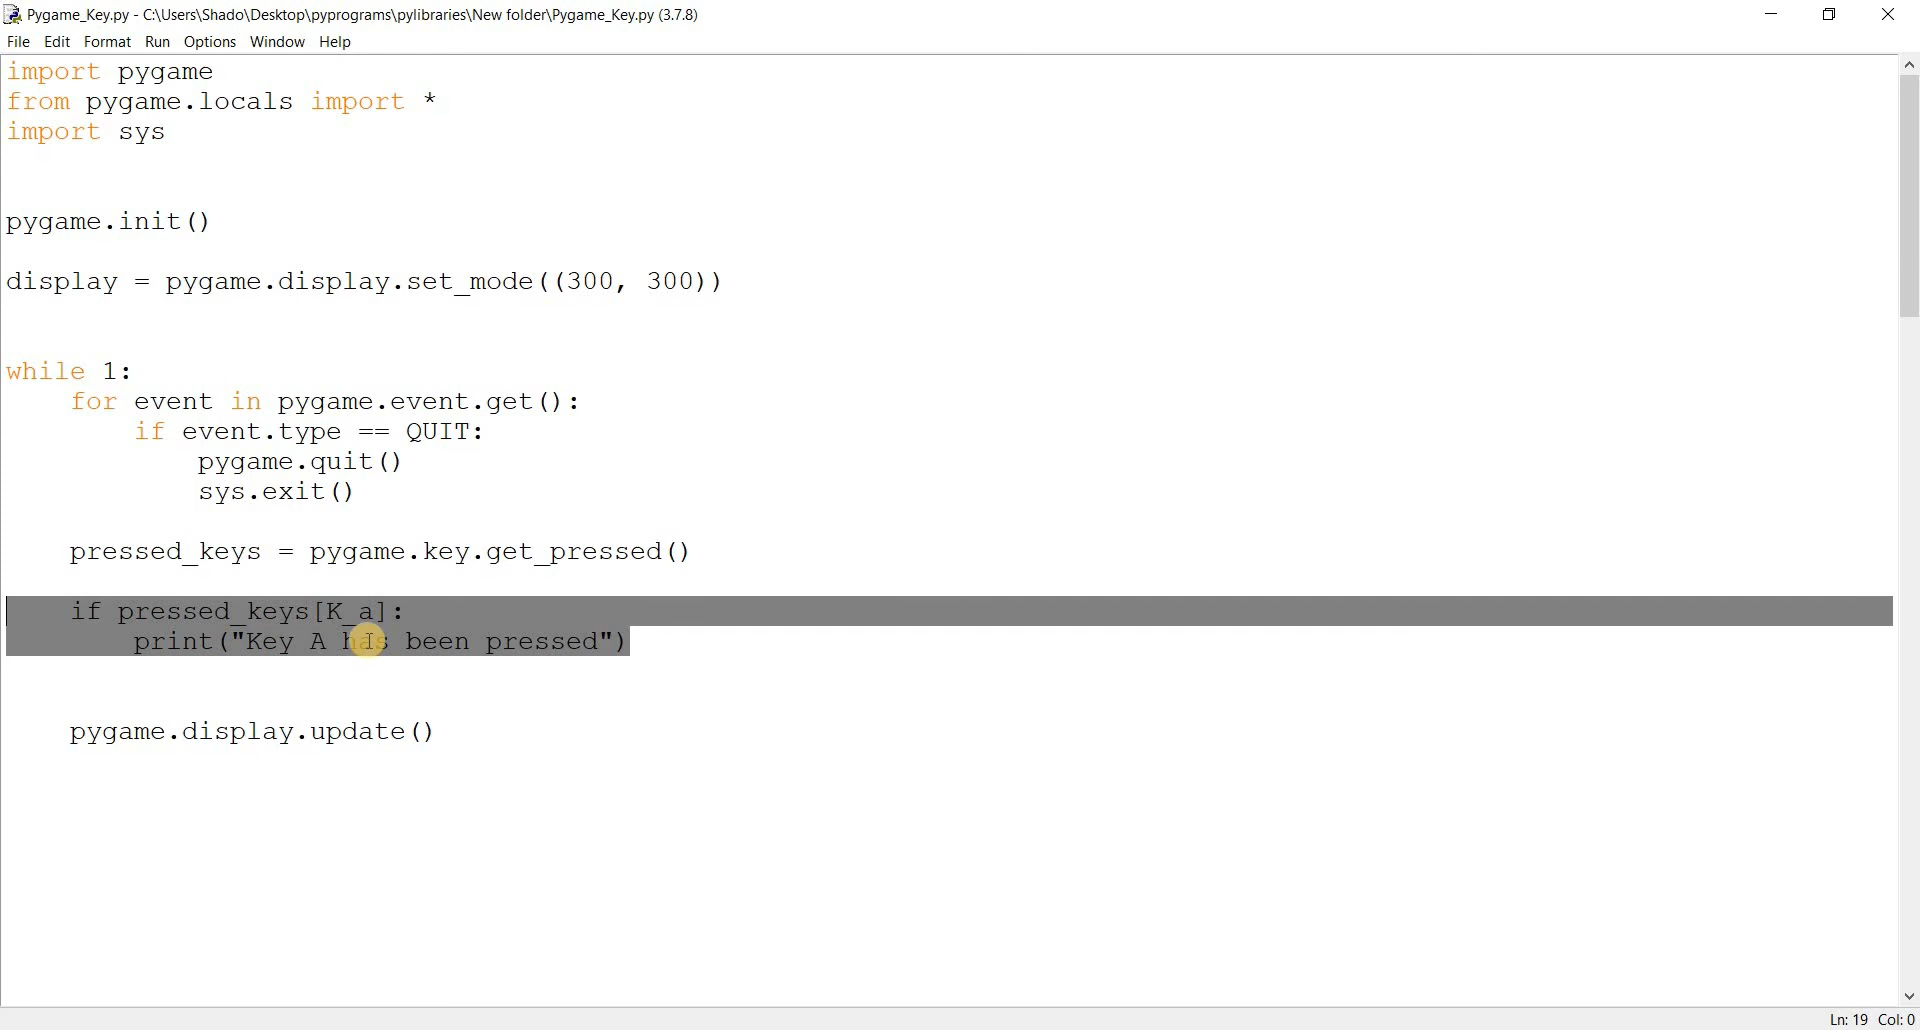 Pygame_Key.py - C:\Users\Shado\Desktop\pyprograms\pylibraries\New folder\Pygame_Key.py (3.7.8)
File Edit Format Run Options Window Help
import pygame
from pygame.locals import *
import sys
pygame.init()
display = pygame.display.set_mode((300, 300))
while 1:
    for event in pygame.event.get():
        if event.type == QUIT:
            pygame.quit()
            sys.exit()
    pressed_keys = pygame.key.get_pressed()
    if pressed_keys[K_a]:
        print("Key A has been pressed")
    pygame.display.update()
Ln: 19 Col: 0